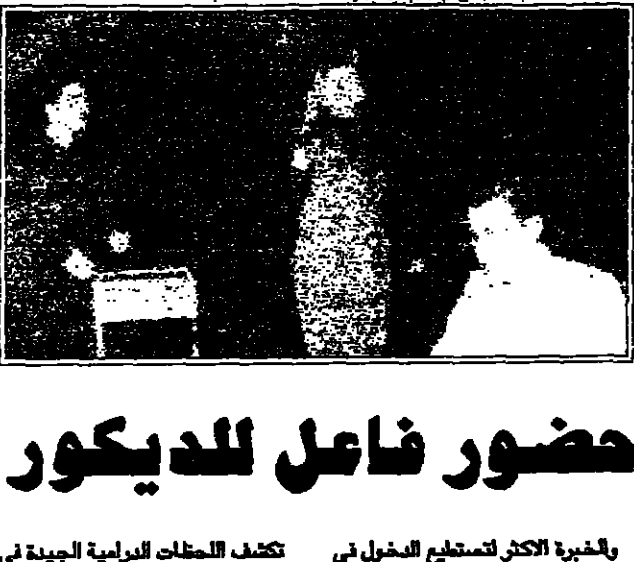 حضور فاعل للديكور
والخبرة الاكثر لتستطيع الدخول في
تكشف اللحظات الدرامية الجيدة في